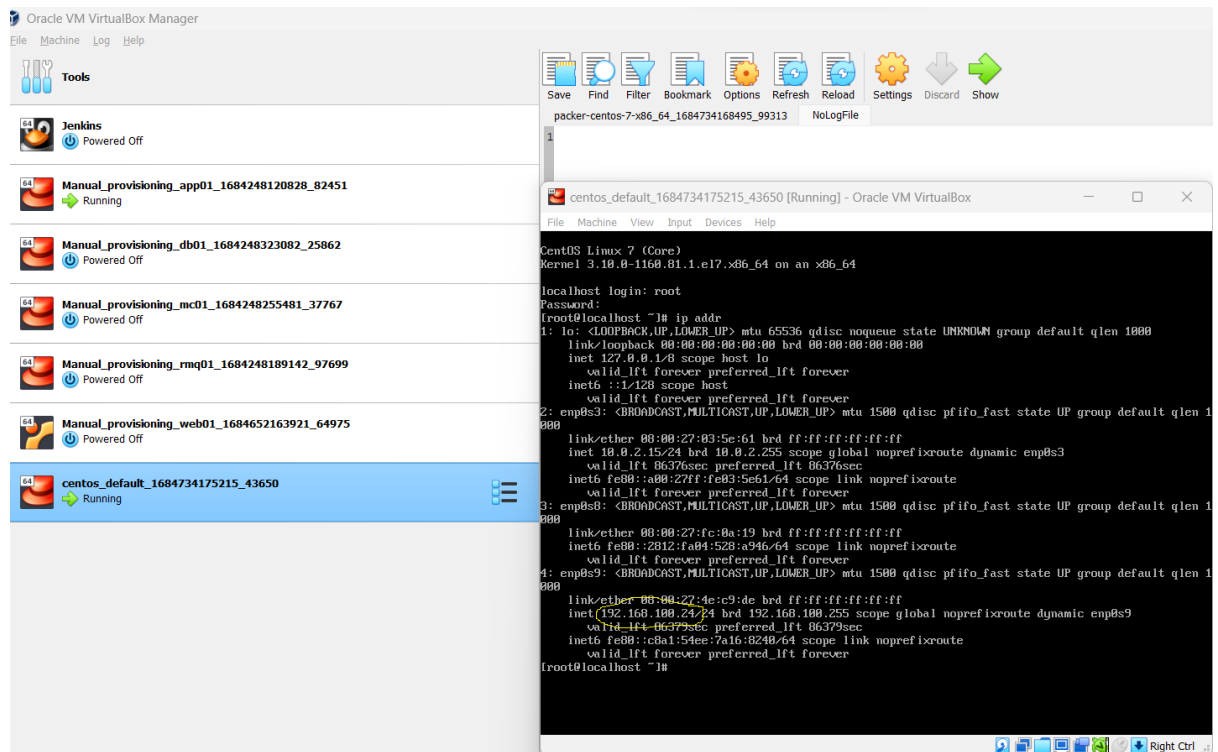 Oracle VM VirtualBox Manager
File Machine Log Help
Tools
64
Jenkins
Powered Off
64
Manual_provisioning_app01_1684248120828_82451
Running
64
Manual_provisioning_db01_1684248323082_25862
Powered Off
64
Manual_provisioning_mc01_1684248255481_37767
Powered Off
64
Manual_provisioning_rmq01_1684248189142_97699
Powered Off
64
Manual_provisioning_web01_1684652163921_64975
Powered Off
64
centos_default_1684734175215_43650
Running
Save Find Filter Bookmark Options Refresh Reload Settings Discard Show
packer-centos-7-x86_64_1684734168495_99313 NoLogFile
1
centos_default_1684734175215_43650 [Running] - Oracle VM VirtualBox
File Machine View Input Devices Help
CentOS Linux 7 (Core)
Kernel 3.10.0-1160.81.1.el7.x86_64 on an x86_64
localhost login: root
Password:
[root@localhost ~]# ip addr
1: lo: <LOOPBACK,UP,LOWER_UP> mtu 65536 qdisc noqueue state UNKNOWN group default qlen 1000
link/loopback 00:00:00:00:00:00 brd 00:00:00:00:00:00
inet 127.0.0.1/8 scope host lo
valid_lft forever preferred_lft forever
inet6 ::1/128 scope host
valid_lft forever preferred_lft forever
2: enp0s3: <BROADCAST,MULTICAST,UP,LOWER_UP> mtu 1500 qdisc pfifo_fast state UP group default qlen 1
000
link/ether 08:00:27:03:5e:61 brd ff:ff:ff:ff:ff:ff
inet 10.0.2.15/24 brd 10.0.2.255 scope global noprefixroute dynamic enp0s3
valid_lft 86376sec preferred_lft 86376sec
inet6 fe80::a00:27ff:fe03:5e61/64 scope link noprefixroute
valid_lft forever preferred_lft forever
3: enp0s8: <BROADCAST,MULTICAST,UP,LOWER_UP> mtu 1500 qdisc pfifo_fast state UP group default qlen 1
000
link/ether 08:00:27:fc:0a:19 brd ff:ff:ff:ff:ff:ff
inet6 fe80::2812:fa04:528:a946/64 scope link noprefixroute
valid_lft forever preferred_lft forever
4: enp0s9: <BROADCAST,MULTICAST,UP,LOWER_UP> mtu 1500 qdisc pfifo_fast state UP group default qlen 1
000
link/ether 08:00:27:4e:c9:de brd ff:ff:ff:ff:ff:ff
inet 192.168.100.24/24 brd 192.168.100.255 scope global noprefixroute dynamic enp0s9
valid_lft 86379sec preferred_lft 86379sec
inet6 fe80::c8a1:54ee:7a16:8240/64 scope link noprefixroute
valid_lft forever preferred_lft forever
[root@localhost ~]#
Right Ctrl